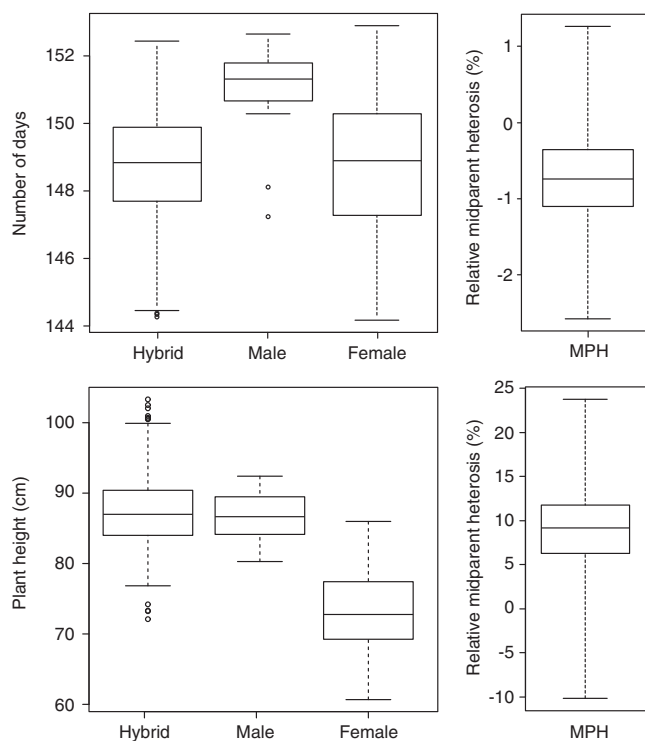 Number of days
152
150
148
146
144
Hybrid Male Female
Relative midparent heterosis (%)
1
0
-1
-2
MPH
Plant height (cm)
100
90
80
70
60
Hybrid Male Female
Relative midparent heterosis (%)
25
20
15
10
5
0
-5
-10
MPH